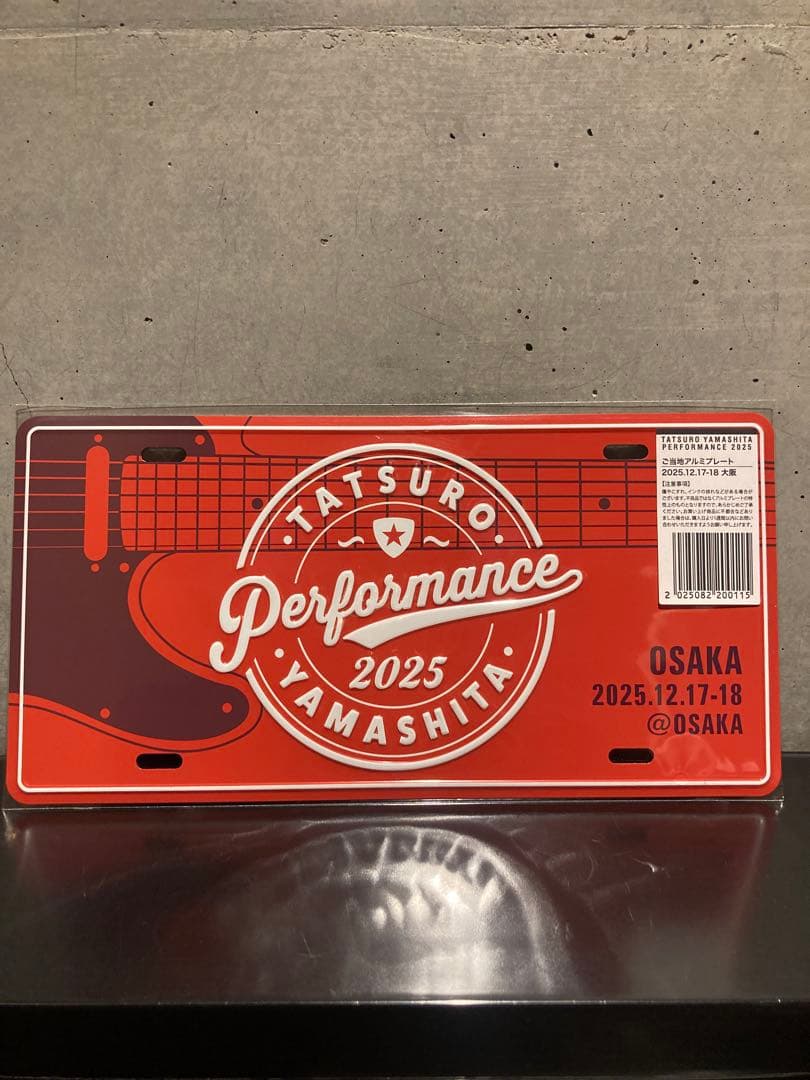 TATSURO
Performance
2025
YAMASHITA
TATSURO YAMASHITA
PERFORMANCE 2025
ご当地アルミプレート
2025.12.17-18 大阪
【注意事項】
2 025082 200115
OSAKA
2025.12.17-18
@OSAKA